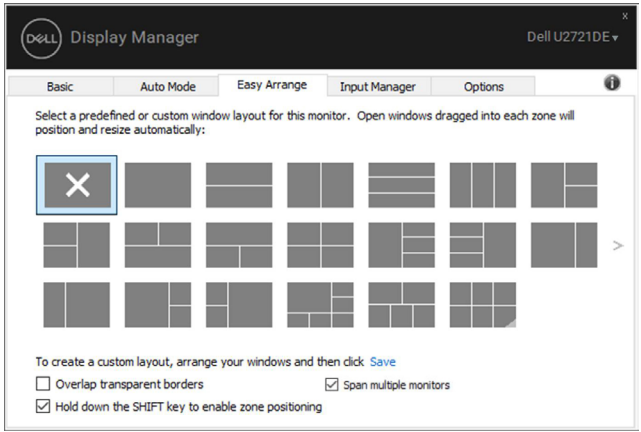 x
DELL Display Manager
Dell U2721DE
Basic Auto Mode Easy Arrange Input Manager Options
Select a predefined or custom window layout for this monitor. Open windows dragged into each zone will
position and resize automatically:
To create a custom layout, arrange your windows and then click Save
Overlap transparent borders
Span multiple monitors
Hold down the SHIFT key to enable zone positioning